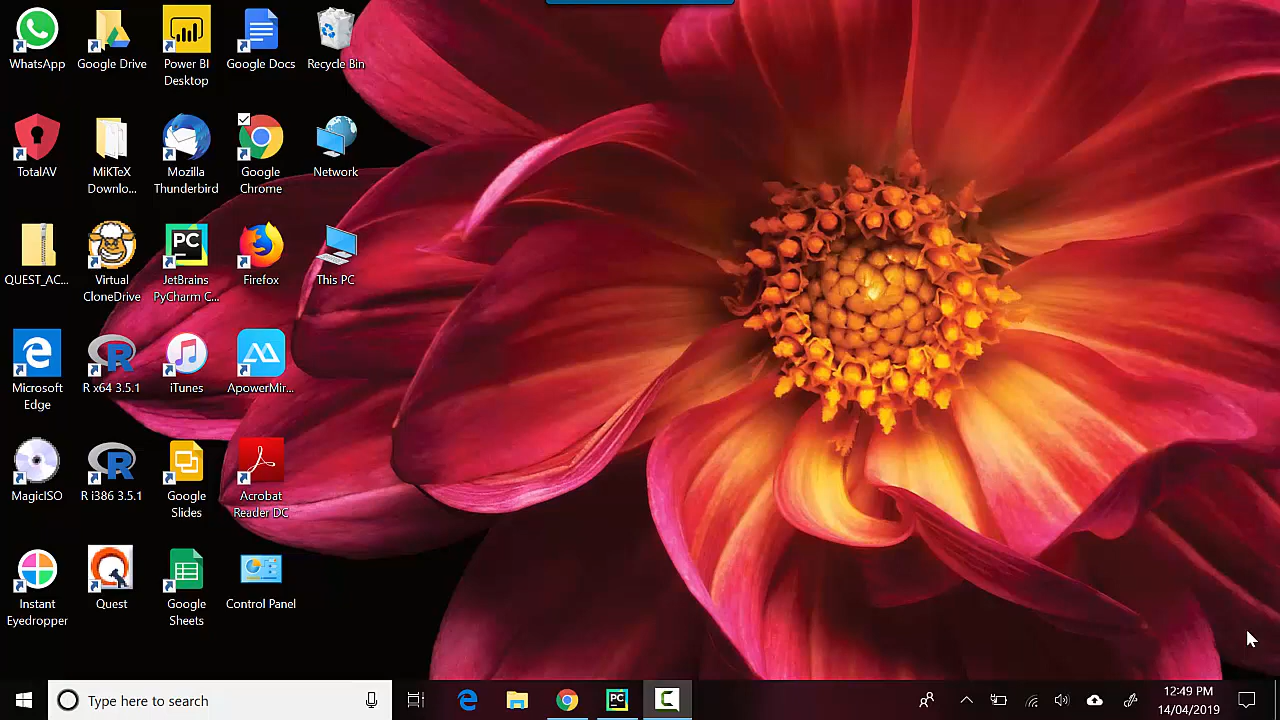 WhatsApp
Google Drive
Power BI
Desktop
Google Docs
Recycle Bin
TotalAV
MiKTeX
Downlo...
Mozilla
Thunderbird
Google
Chrome
Network
QUEST_AC...
Virtual
CloneDrive
PC
JetBrains
PyCharm C...
Firefox
This PC
Microsoft
Edge
R x64 3.5.1
iTunes
ApowerMir...
MagicISO
R i386 3.5.1
Google
Slides
Acrobat
Reader DC
Instant
Eyedropper
Quest
Google
Sheets
Control Panel
Type here to search
PC
12:49 PM
14/04/2019